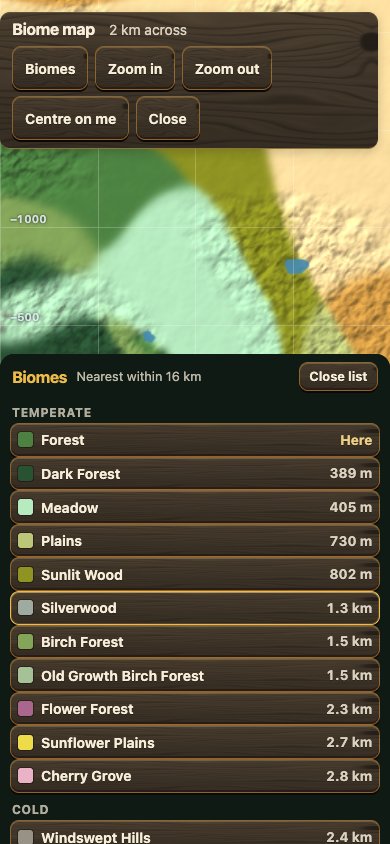 Biome map 2 km across
Biomes Zoom in Zoom out
Centre on me Close
−1000
−500
Biomes Nearest within 16 km Close list
TEMPERATE
Forest Here
Dark Forest 389 m
Meadow 405 m
Plains 730 m
Sunlit Wood 802 m
Silverwood 1.3 km
Birch Forest 1.5 km
Old Growth Birch Forest 1.5 km
Flower Forest 2.3 km
Sunflower Plains 2.7 km
Cherry Grove 2.8 km
COLD
Windswept Hills 2.4 km